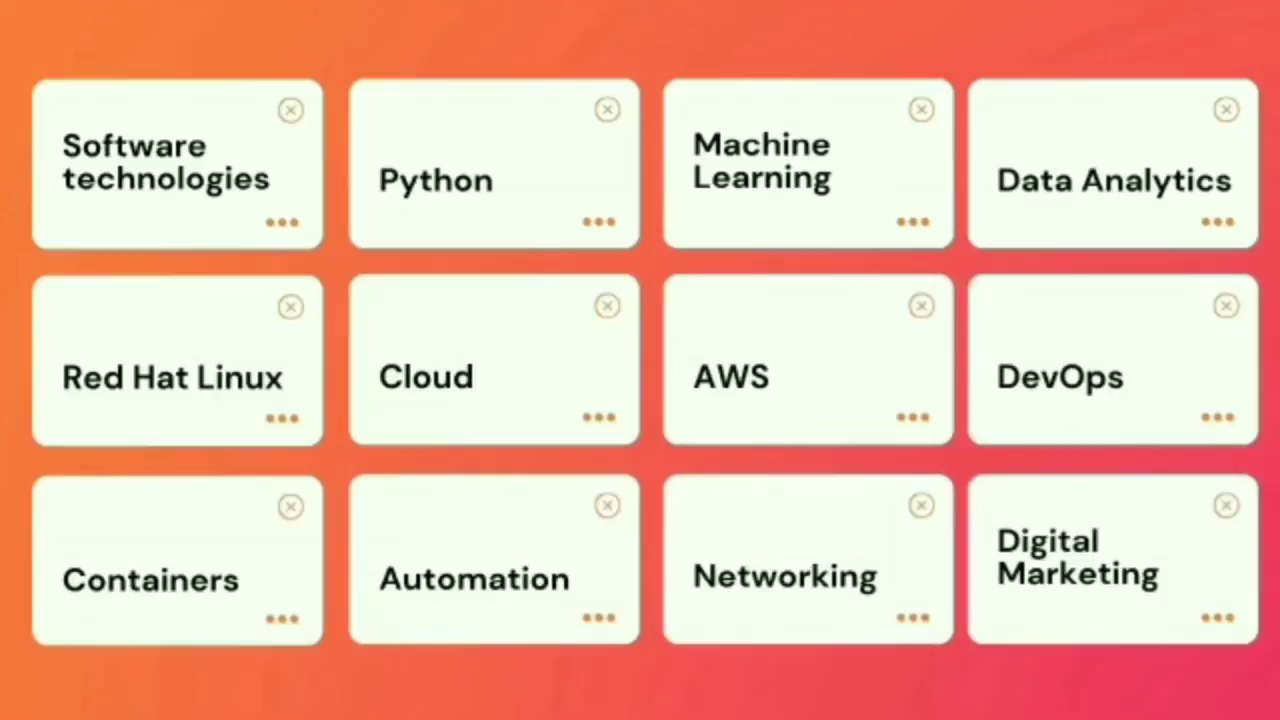 Software
technologies
Python
Machine
Learning
Data Analytics
Red Hat Linux
Cloud
AWS
DevOps
Containers
Automation
Networking
Digital
Marketing